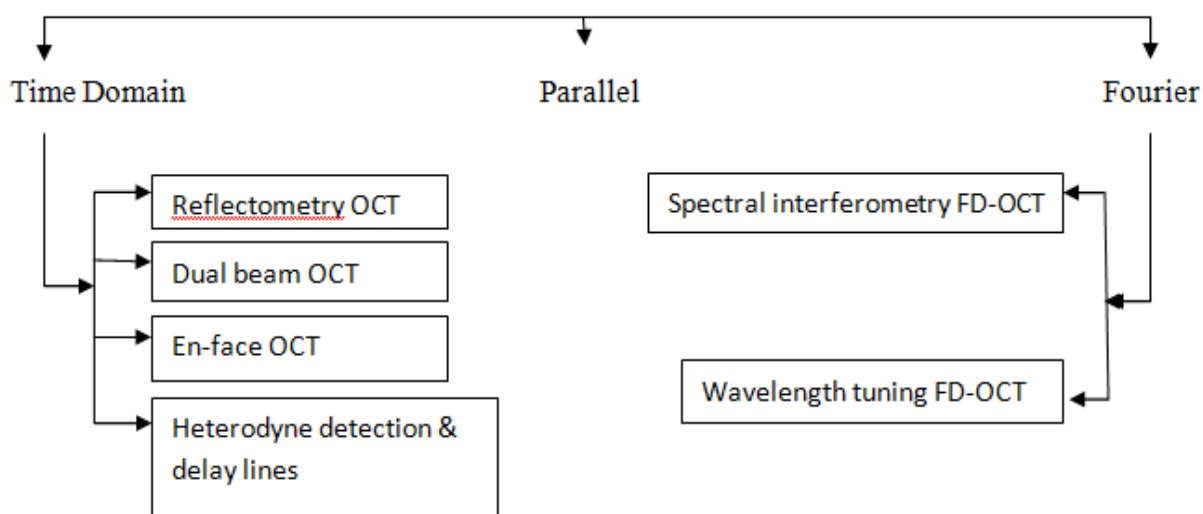 Time Domain
Parallel
Fourier
Reflectometry OCT
Dual beam OCT
En-face OCT
Heterodyne detection &
delay lines
Spectral interferometry FD-OCT
Wavelength tuning FD-OCT